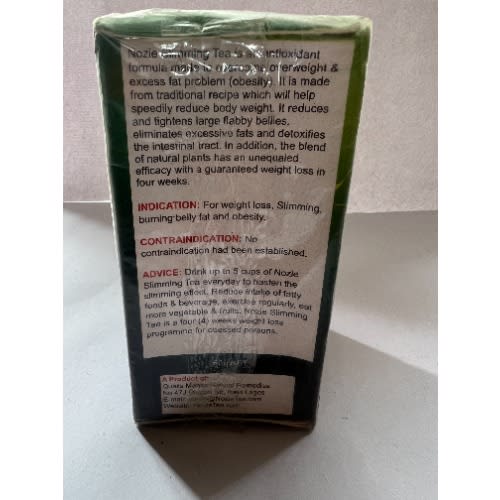 Nozie Slimming Tea is an antioxidant
formula made to overweight &
excess fat problem (obesity). It is made
from traditional recipe which will help
speedily reduce body weight. It reduces
and tightens large flabby bellies,
eliminates excessive fats and detoxifies
the intestinal tract. In addition, the blend
of natural plants has an unequaled
efficacy with a guaranteed weight loss in
four weeks.
INDICATION: For weight loss, Slimming,
burning belly fat and obesity.
CONTRAINDICATION: No
contraindication had been established.
ADVICE: Drink up to 5 cups of Nozie
Slimming Tea everyday to hasten the
slimming effect. Reduce intake of fatty
foods & beverage, exercise regularly, eat
more vegetable & fruits. Nozie Slimming
Tea is a four (4) weeks weight loss
programme for obessed persons.
A Product of:
Natural Remedies
Lagos